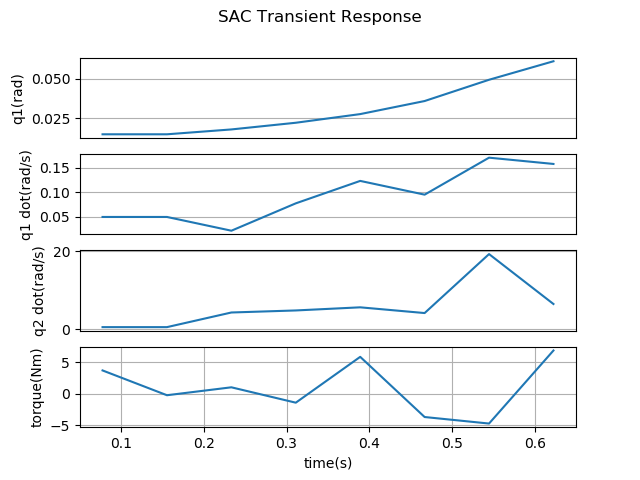 SAC Transient Response
q1(rad)
0.050
0.025
q1 dot(rad/s)
0.15
0.10
0.05
q2 dot(rad/s)
20
0
torque(Nm)
5
0
−5
0.1 0.2 0.3 0.4 0.5 0.6
time(s)